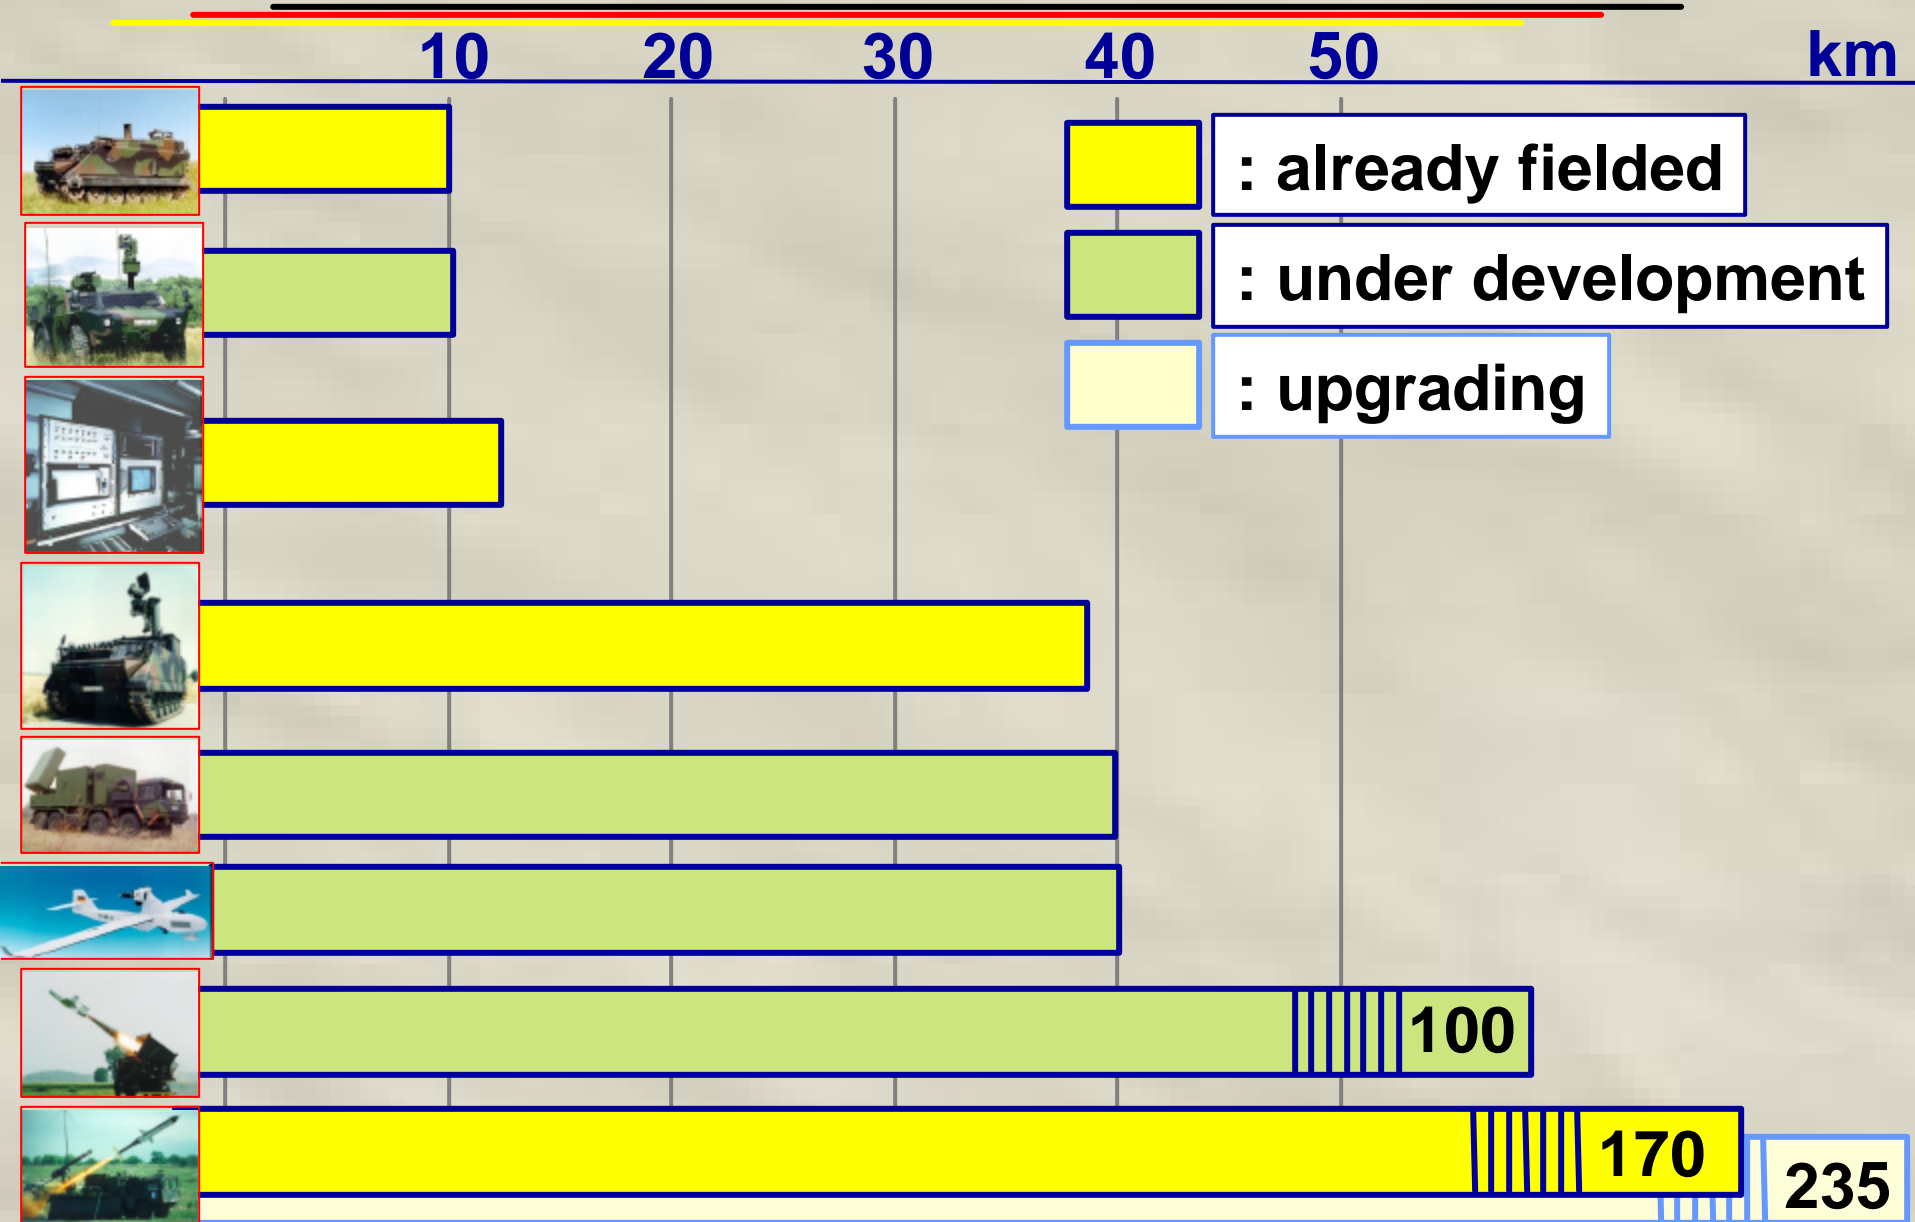 10 20 30 40 50 km
: already fielded
: under development
: upgrading
100
170
235